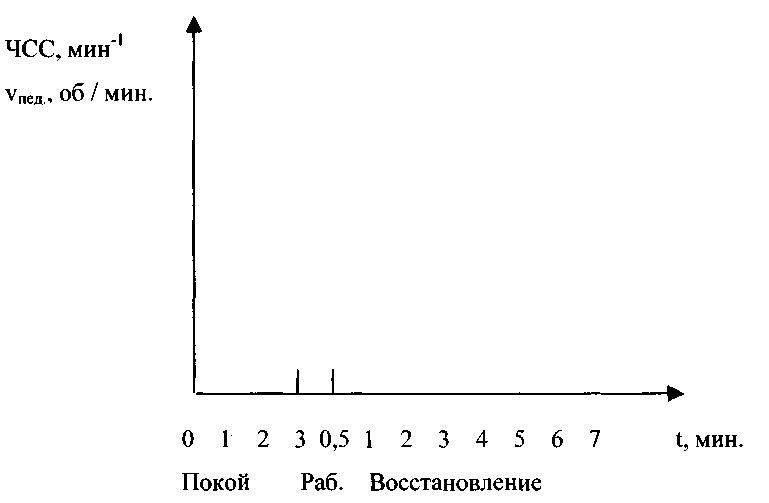 ЧСС, мин⁻¹
vпед., об / мин.
0 1 2 3 0,5 1 2 3 4 5 6 7 t, мин.
Покой Раб. Восстановление